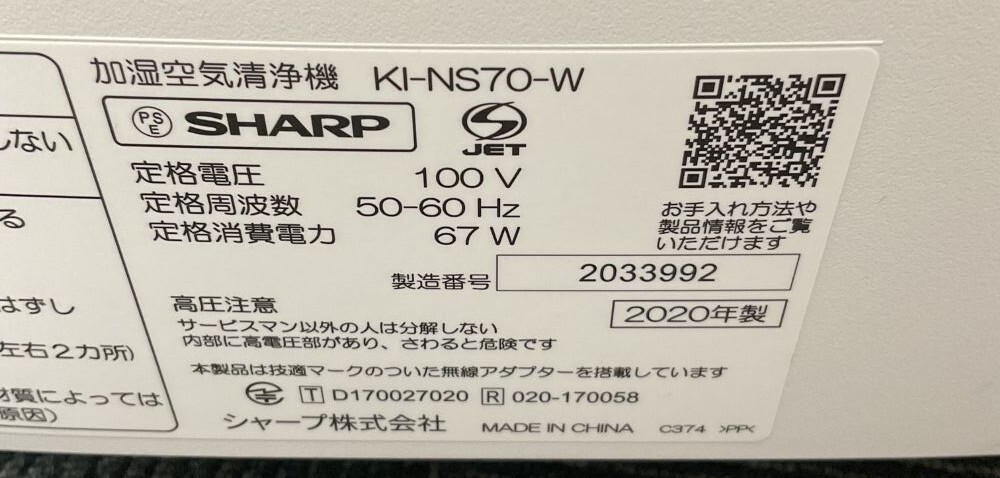 加湿空気清浄機 KI-NS70-W
PS
E
SHARP
JET
定格電圧 100 V
定格周波数 50-60 Hz
定格消費電力 67 W
お手入れ方法や
製品情報をご覧
いただけます
製造番号 2033992
2020年製
高圧注意
サービスマン以外の人は分解しない
内部に高電圧部があり、さわると危険です
本製品は技適マークのついた無線アダプターを搭載しています
T D170027020 R 020-170058
シャープ株式会社 MADE IN CHINA C374 >PP<
しない
る
はずし
左右2カ所)
材質によっては
原因)